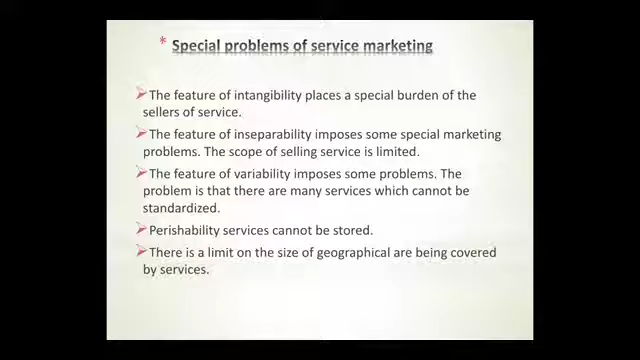 * Special problems of service marketing
The feature of intangibility places a special burden of the
sellers of service.
The feature of inseparability imposes some special marketing
problems. The scope of selling service is limited.
The feature of variability imposes some problems. The
problem is that there are many services which cannot be
standardized.
Perishability services cannot be stored.
There is a limit on the size of geographical are being covered
by services.